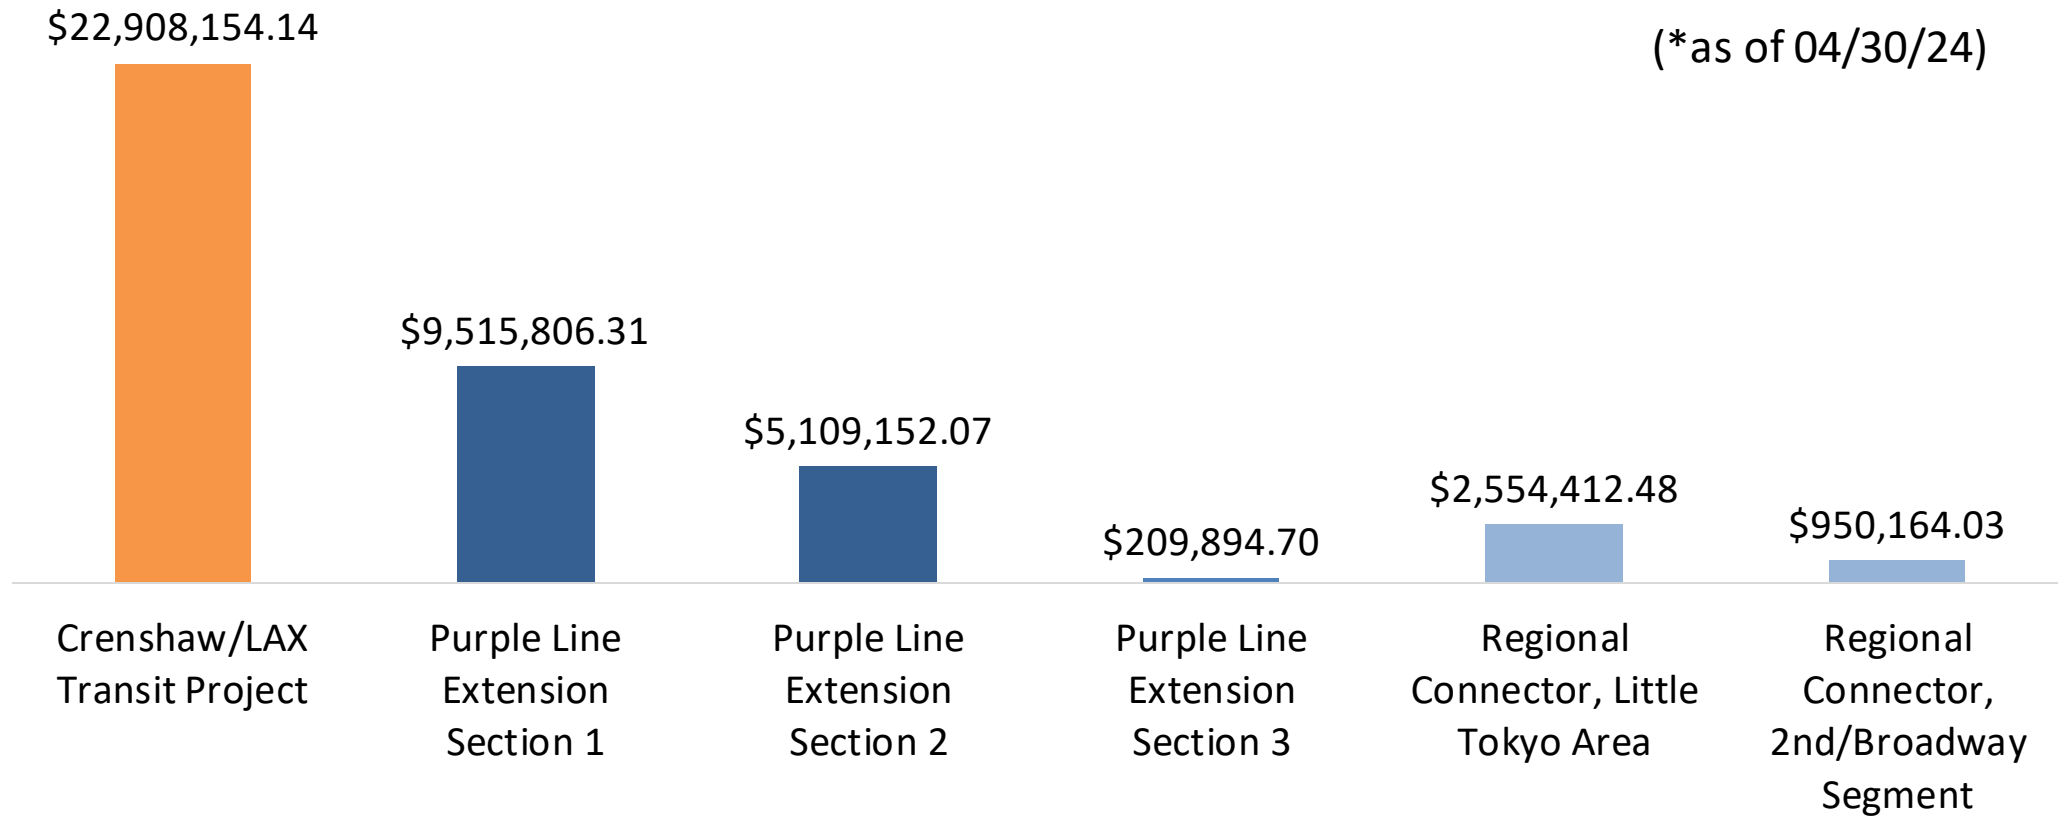 $22,908,154.14
(*as of 04/30/24)
$9,515,806.31
$5,109,152.07
$209,894.70
$2,554,412.48
$950,164.03
Crenshaw/LAX
Transit Project
Purple Line
Extension
Section 1
Purple Line
Extension
Section 2
Purple Line
Extension
Section 3
Regional
Connector, Little
Tokyo Area
Regional
Connector,
2nd/Broadway
Segment